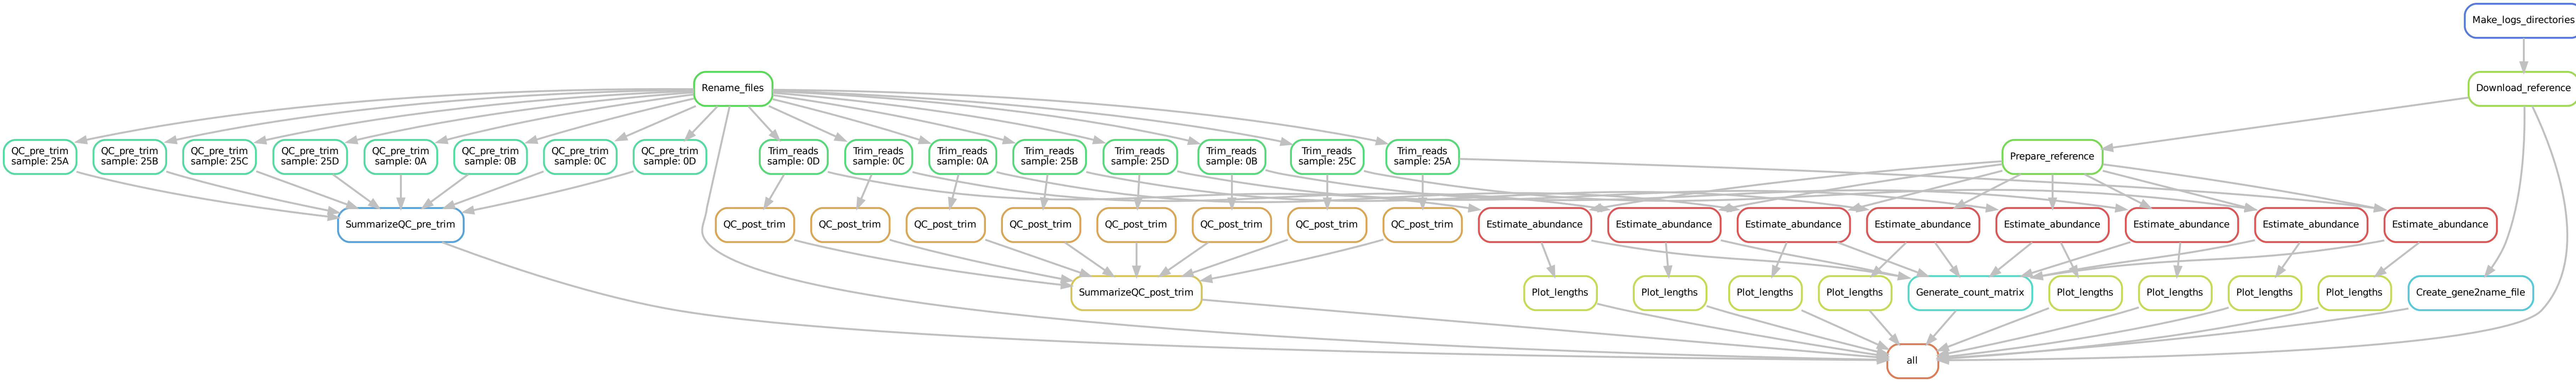 Make_logs_directories
Rename_files
Download_reference
QC_pre_trim
sample: 25A
QC_pre_trim
sample: 25B
QC_pre_trim
sample: 25C
QC_pre_trim
sample: 25D
QC_pre_trim
sample: 0A
QC_pre_trim
sample: 0B
QC_pre_trim
sample: 0C
QC_pre_trim
sample: 0D
Trim_reads
sample: 0D
Trim_reads
sample: 0C
Trim_reads
sample: 0A
Trim_reads
sample: 25B
Trim_reads
sample: 25D
Trim_reads
sample: 0B
Trim_reads
sample: 25C
Trim_reads
sample: 25A
Prepare_reference
SummarizeQC_pre_trim
QC_post_trim
QC_post_trim
QC_post_trim
QC_post_trim
QC_post_trim
QC_post_trim
QC_post_trim
QC_post_trim
Estimate_abundance
Estimate_abundance
Estimate_abundance
Estimate_abundance
Estimate_abundance
Estimate_abundance
Estimate_abundance
Estimate_abundance
SummarizeQC_post_trim
Plot_lengths
Plot_lengths
Plot_lengths
Plot_lengths
Generate_count_matrix
Plot_lengths
Plot_lengths
Plot_lengths
Plot_lengths
Create_gene2name_file
all